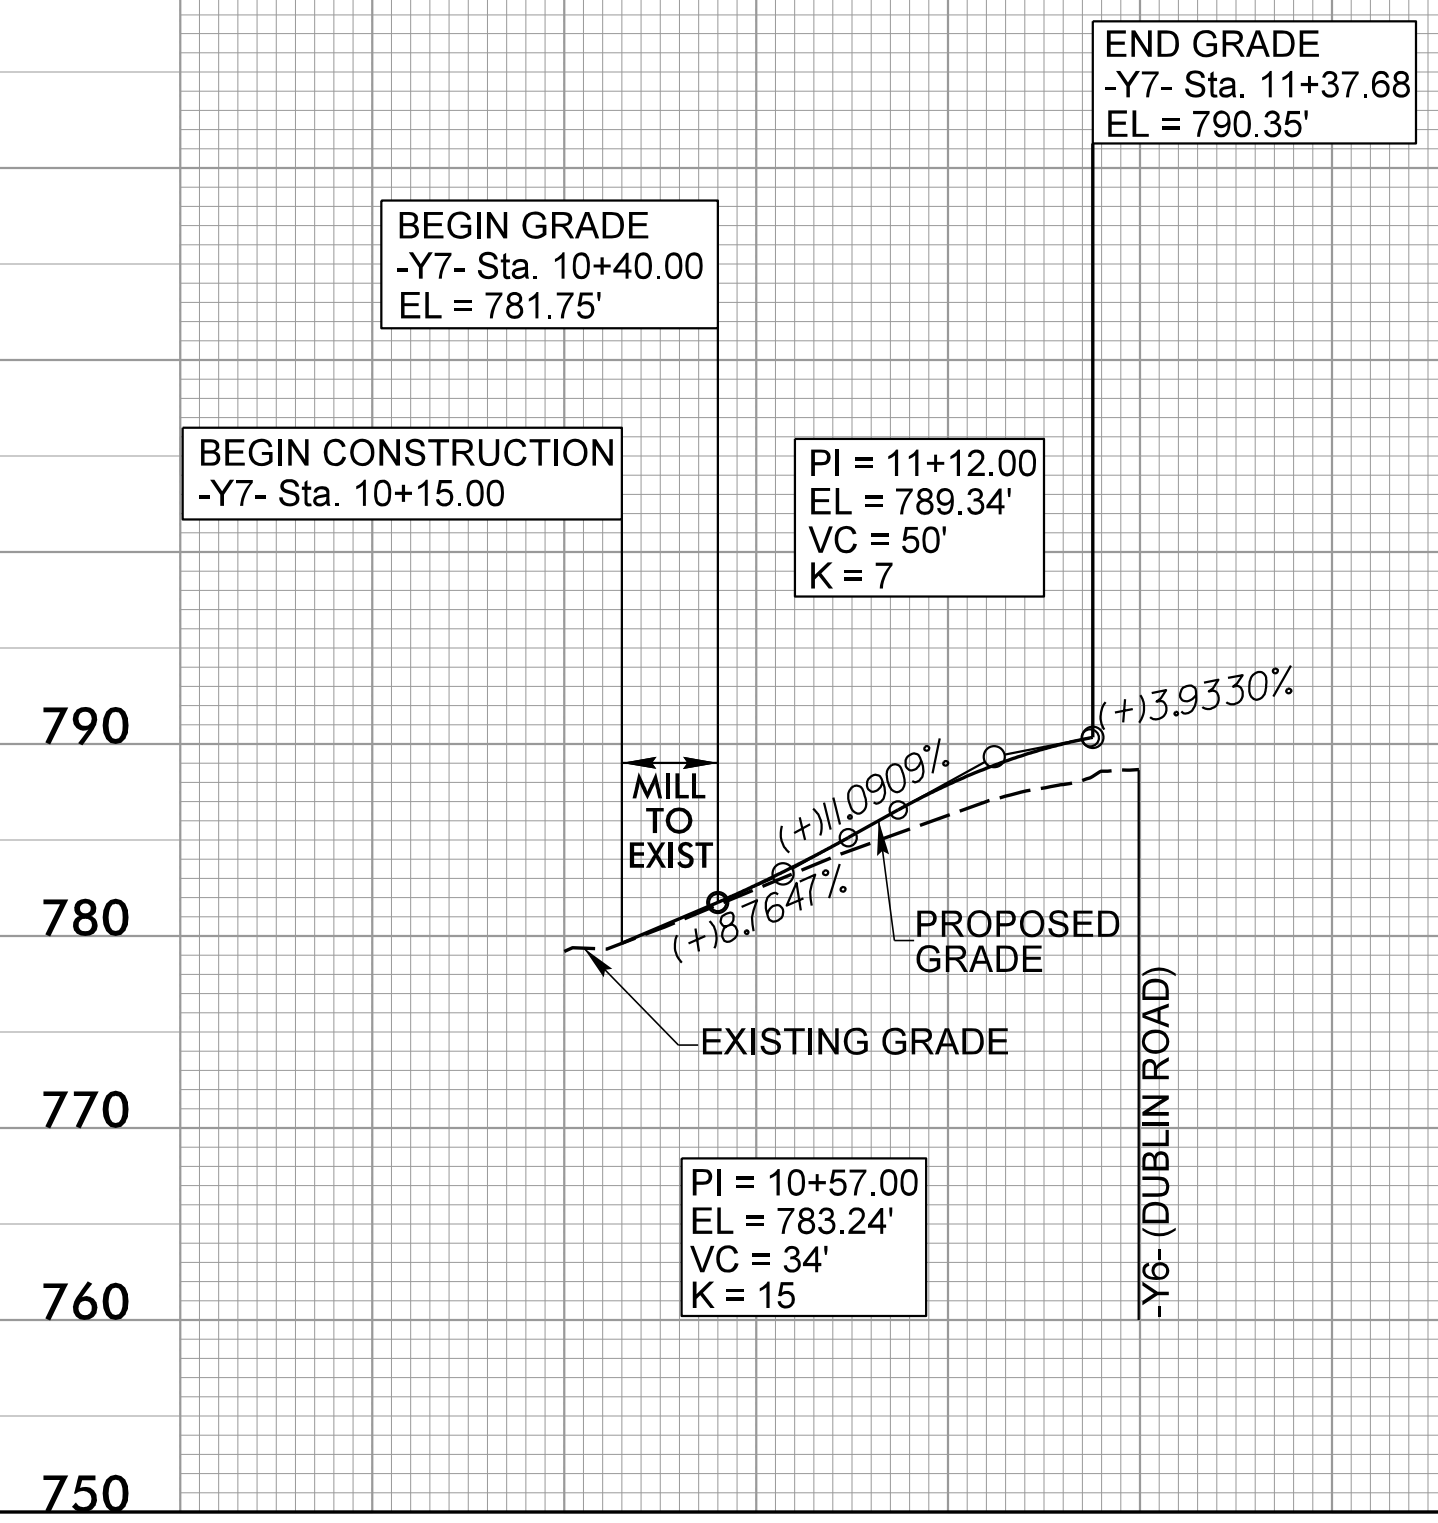 END GRADE
-Y7- Sta. 11+37.68
EL = 790.35'
BEGIN GRADE
-Y7- Sta. 10+40.00
EL = 781.75'
BEGIN CONSTRUCTION
-Y7- Sta. 10+15.00
PI = 11+12.00
EL = 789.34'
VC = 50'
K = 7
790
(+)3.9330%
MILL
TO
EXIST
(+)11.0909%
(+)8.7647%
780
PROPOSED
GRADE
EXISTING GRADE
-Y6- (DUBLIN ROAD)
770
PI = 10+57.00
EL = 783.24'
VC = 34'
K = 15
760
750